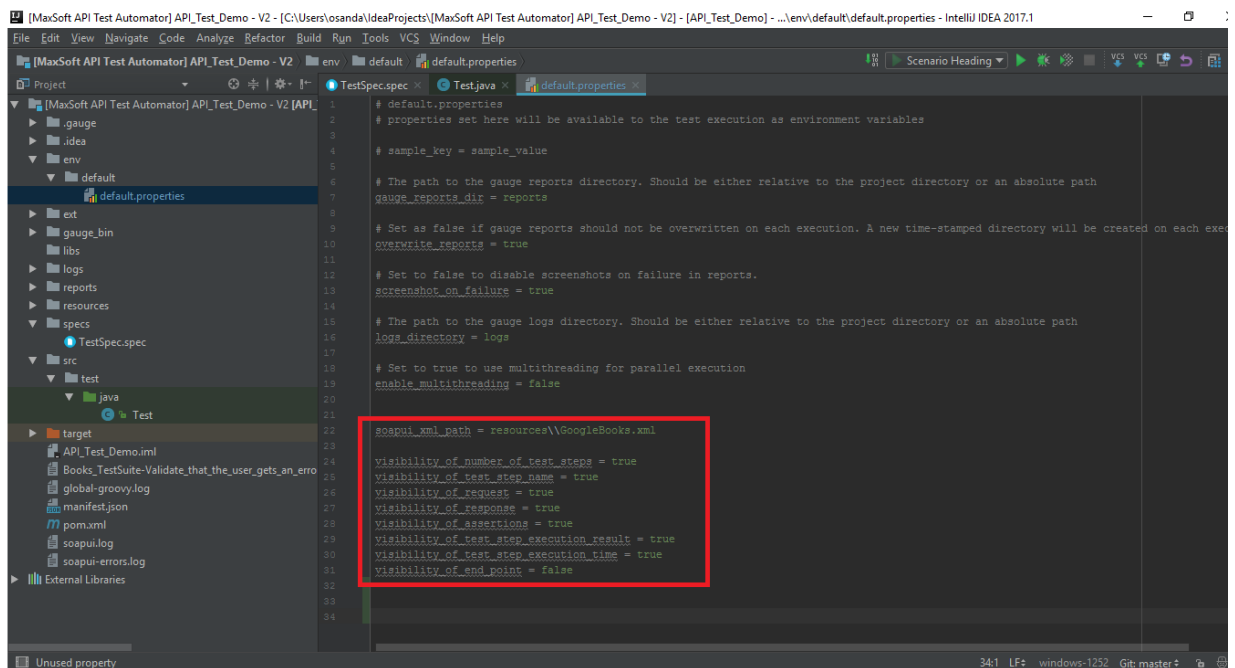 [MaxSoft API Test Automator] API_Test_Demo - V2 - [C:\Users\osanda\IdeaProjects\[MaxSoft API Test Automator] API_Test_Demo - V2] - [API_Test_Demo] - ...\env\default\default.properties - IntelliJ IDEA 2017.1
File Edit View Navigate Code Analyze Refactor Build Run Tools VCS Window Help
[MaxSoft API Test Automator] API_Test_Demo - V2 env default default.properties
Scenario Heading
VCS VCS
Project
TestSpec.spec Test.java default.properties
[MaxSoft API Test Automator] API_Test_Demo - V2 [API_
.gauge
.idea
env
default
default.properties
ext
gauge_bin
libs
logs
reports
resources
specs
TestSpec.spec
src
test
java
Test
target
API_Test_Demo.iml
Books_TestSuite-Validate_that_the_user_gets_an_erro
global-groovy.log
manifest.json
pom.xml
soapui.log
soapui-errors.log
External Libraries
1 # default.properties
2 # properties set here will be available to the test execution as environment variables
3
4 # sample_key = sample_value
5
6 # The path to the gauge reports directory. Should be either relative to the project directory or an absolute path
7 gauge_reports_dir = reports
8
9 # Set as false if gauge reports should not be overwritten on each execution. A new time-stamped directory will be created on each exec
10 overwrite_reports = true
11
12 # Set to false to disable screenshots on failure in reports.
13 screenshot_on_failure = true
14
15 # The path to the gauge logs directory. Should be either relative to the project directory or an absolute path
16 logs_directory = logs
17
18 # Set to true to use multithreading for parallel execution
19 enable_multithreading = false
20
21
22 soapui_xml_path = resources\\GoogleBooks.xml
23
24 visibility_of_number_of_test_steps = true
25 visibility_of_test_step_name = true
26 visibility_of_request = true
27 visibility_of_response = true
28 visibility_of_assertions = true
29 visibility_of_test_step_execution_result = true
30 visibility_of_test_step_execution_time = true
31 visibility_of_end_point = false
32
33
34
Unused property
34:1 LF÷ windows-1252 Git: master